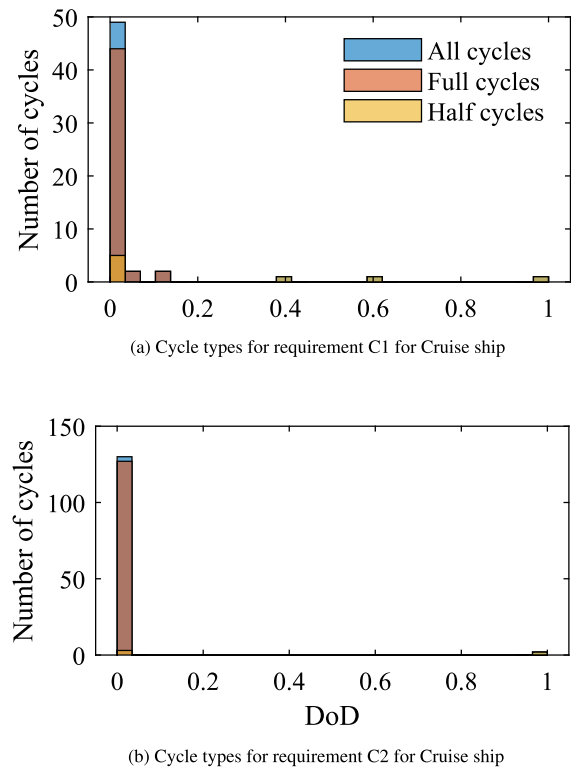 50
40
30
20
10
0
Number of cycles
All cycles
Full cycles
Half cycles
0 0.2 0.4 0.6 0.8 1
(a) Cycle types for requirement C1 for Cruise ship
150
100
50
0
Number of cycles
0 0.2 0.4 0.6 0.8 1
DoD
(b) Cycle types for requirement C2 for Cruise ship